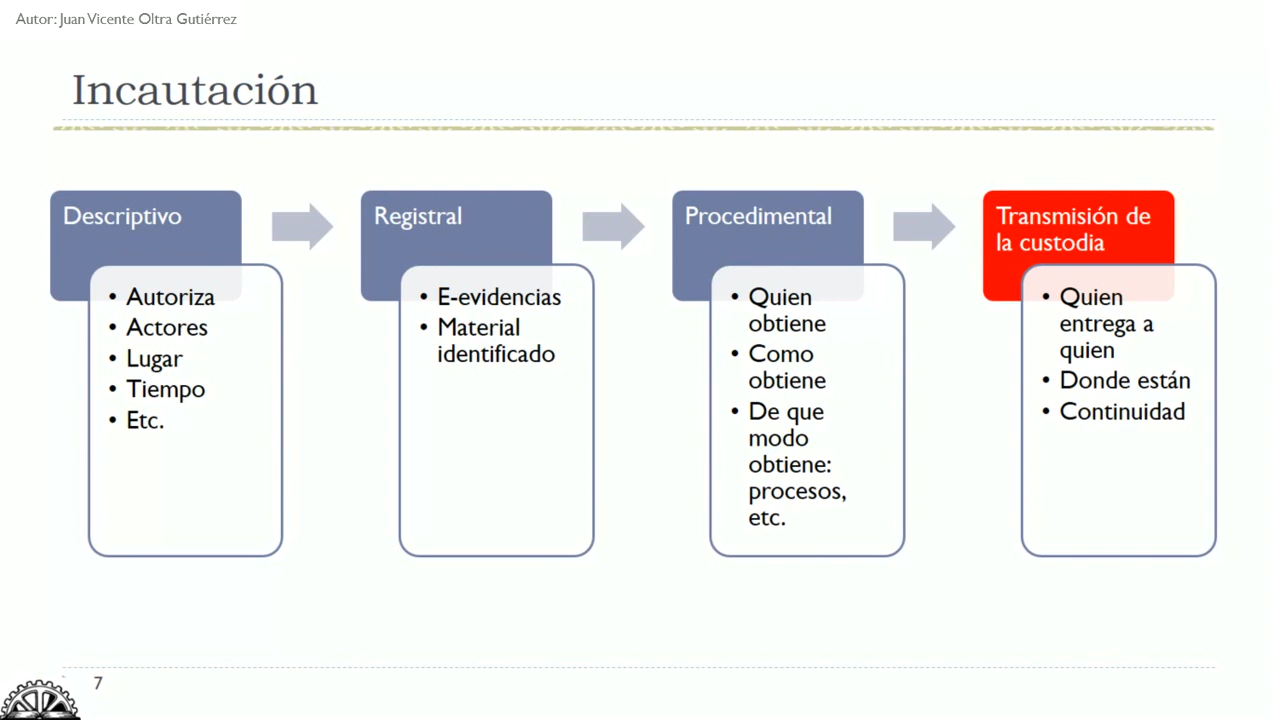 Autor: Juan Vicente Oltra Gutiérrez
Incautación
Descriptivo
• Autoriza
• Actores
• Lugar
• Tiempo
• Etc.
Registral
• E-evidencias
• Material
identificado
Procedimental
• Quien
obtiene
• Como
obtiene
• De que
modo
obtiene:
procesos,
etc.
Transmisión de
la custodia
• Quien
entrega a
quien
• Donde están
• Continuidad
7